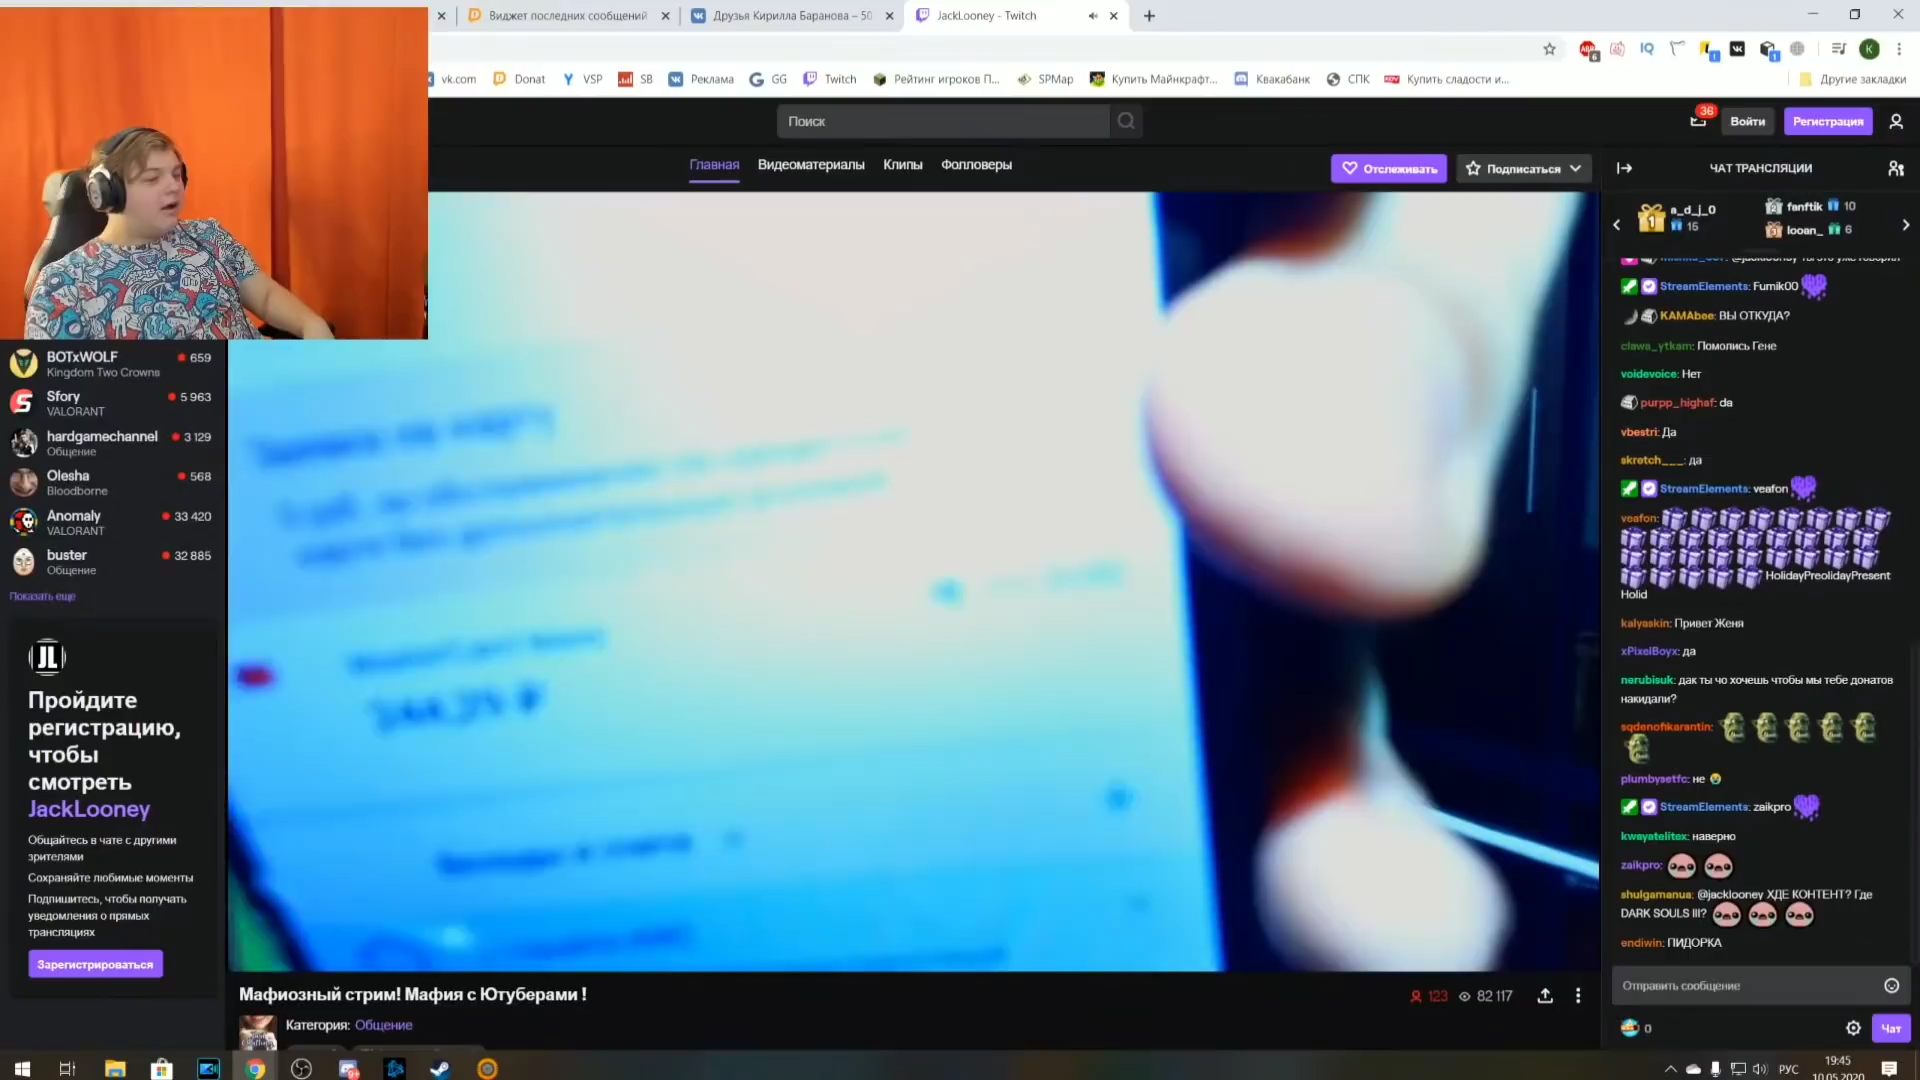 Виджет последних сообщений
Друзья Кирилла Баранова – 50
JackLooney - Twitch
vk.com
Donat
VSP
SB
Реклама
GG
Twitch
Рейтинг игроков П...
SPMap
Купить Майнкрафт...
Квакабанк
СПК
Купить сладости и...
Другие закладки
Поиск
36
Войти
Регистрация
Главная
Видеоматериалы
Клипы
Фолловеры
Отслеживать
Подписаться
ЧАТ ТРАНСЛЯЦИИ
a_d_j_0
15
fanftik 10
looan_ 6
StreamElements: Fumik00
KAMAbee: ВЫ ОТКУДА?
clawa_ytkam: Помолись Гене
voidevoice: Нет
purpp_highaf: da
vbestri: Да
skretch___: да
StreamElements: veafon
veafon:
HolidayPreolidayPresent
Holid
kalyaskin: Привет Женя
xPixelBoyx: да
nerubisuk: дак ты чо хочешь чтобы мы тебе донатов
накидали?
sqdenofkarantin:
plumbysetfc: не
StreamElements: zaikpro
kwayatelitex: наверно
zaikpro:
shulgamanua: @jacklooney ХДЕ КОНТЕНТ? Где
DARK SOULS III?
endiwin: ПИДОРКА
Отправить сообщение
0
Чат
BOTxWOLF 659
Kingdom Two Crowns
Sfory 5 963
VALORANT
hardgamechannel 3 129
Общение
Olesha 568
Bloodborne
Anomaly 33 420
VALORANT
buster 32 885
Общение
Показать еще
JL
Пройдите
регистрацию,
чтобы
смотреть
JackLooney
Общайтесь в чате с другими
зрителями
Сохраняйте любимые моменты
Подпишитесь, чтобы получать
уведомления о прямых
трансляциях
Зарегистрироваться
Мафиозный стрим! Мафия с Ютуберами !
123
82 117
Категория: Общение
РУС
19:45
10.05.2020